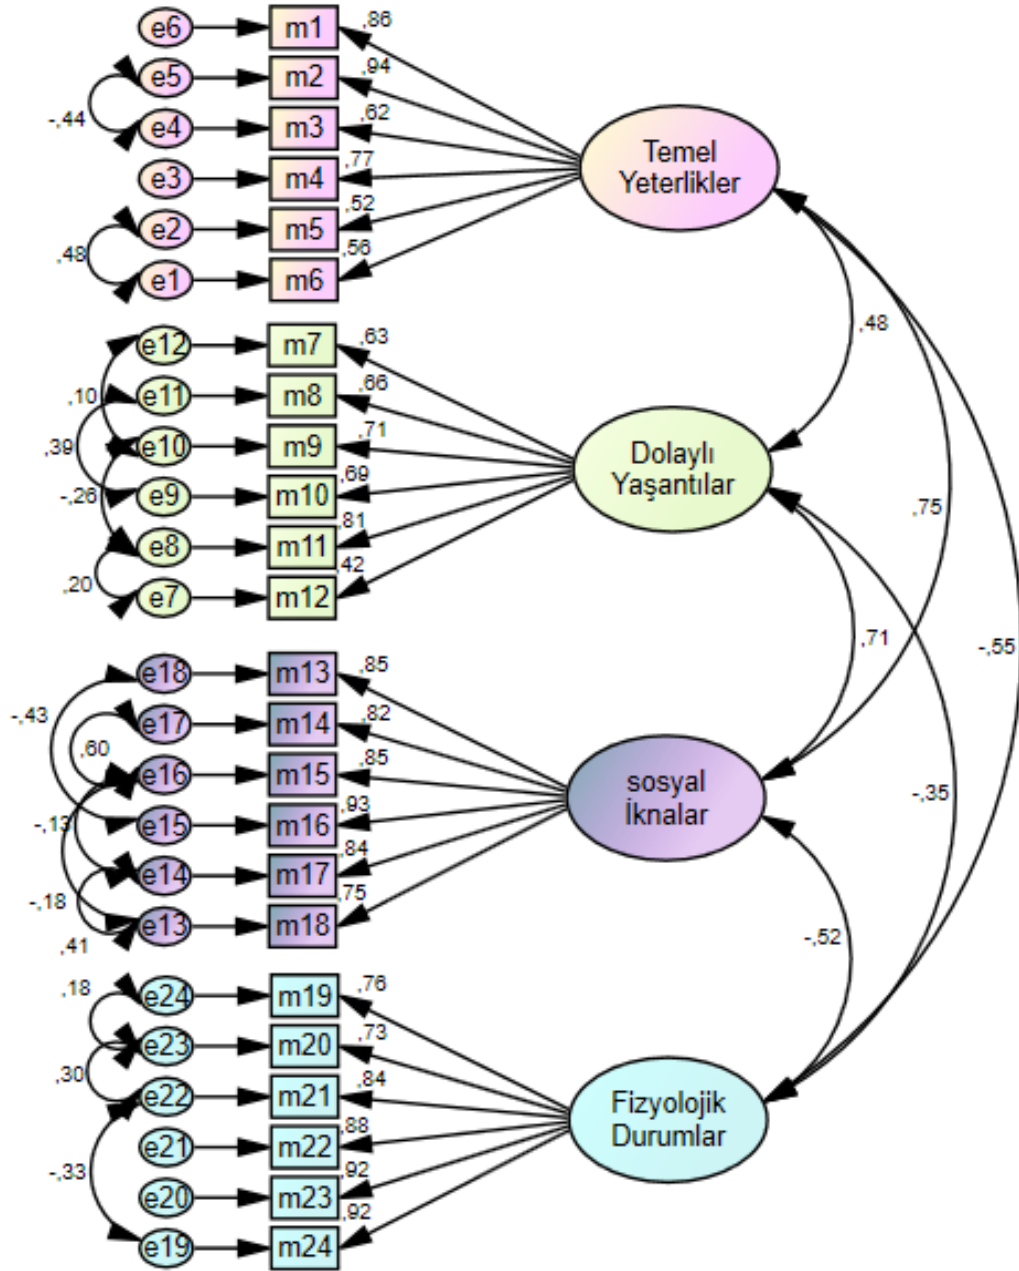 e6 m1 ,86
e5 m2 ,94
-,44
e4 m3 ,62
e3 m4 ,77
e2 m5 ,52
,48
e1 m6 ,56
Temel
Yeterlikler
e12 m7 ,63
,10
e11 m8 ,66
,39
e10 m9 ,71
-,26
e9 m10 ,69
e8 m11 ,81
,20
e7 m12 ,42
Dolaylı
Yaşantılar
e18 m13 ,85
-,43
e17 m14 ,82
,60
e16 m15 ,85
-,13
e15 m16 ,93
e14 m17 ,84
-,18
e13 m18 ,75
,41
sosyal
İknalar
e24 m19 ,76
,18
e23 m20 ,73
,30
e22 m21 ,84
e21 m22 ,88
-,33
e20 m23 ,92
e19 m24 ,92
Fizyolojik
Durumlar
,48
,75
,71
-,55
-,35
-,52